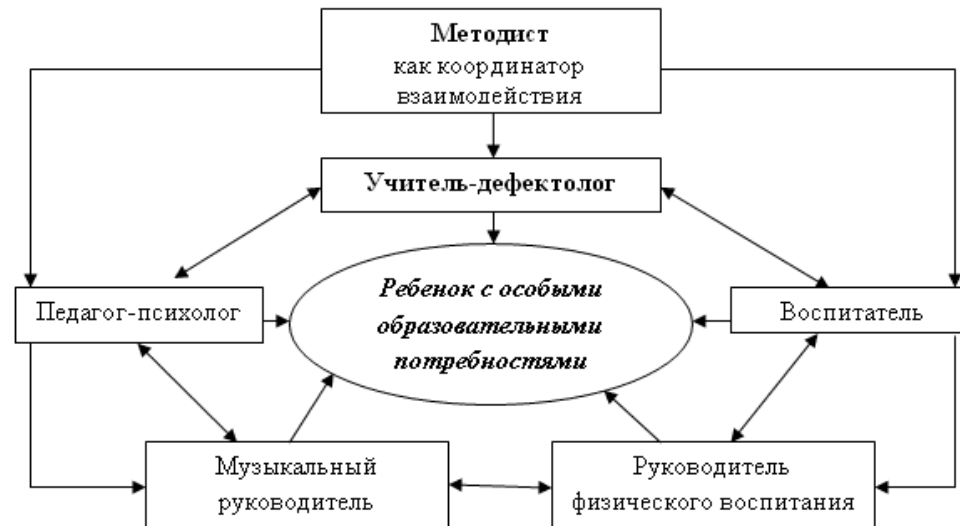 Методист
как координатор
взаимодействия
Учитель-дефектолог
Педагог-психолог
Ребенок с особыми
образовательными
потребностями
Воспитатель
Музыкальный
руководитель
Руководитель
физического воспитания